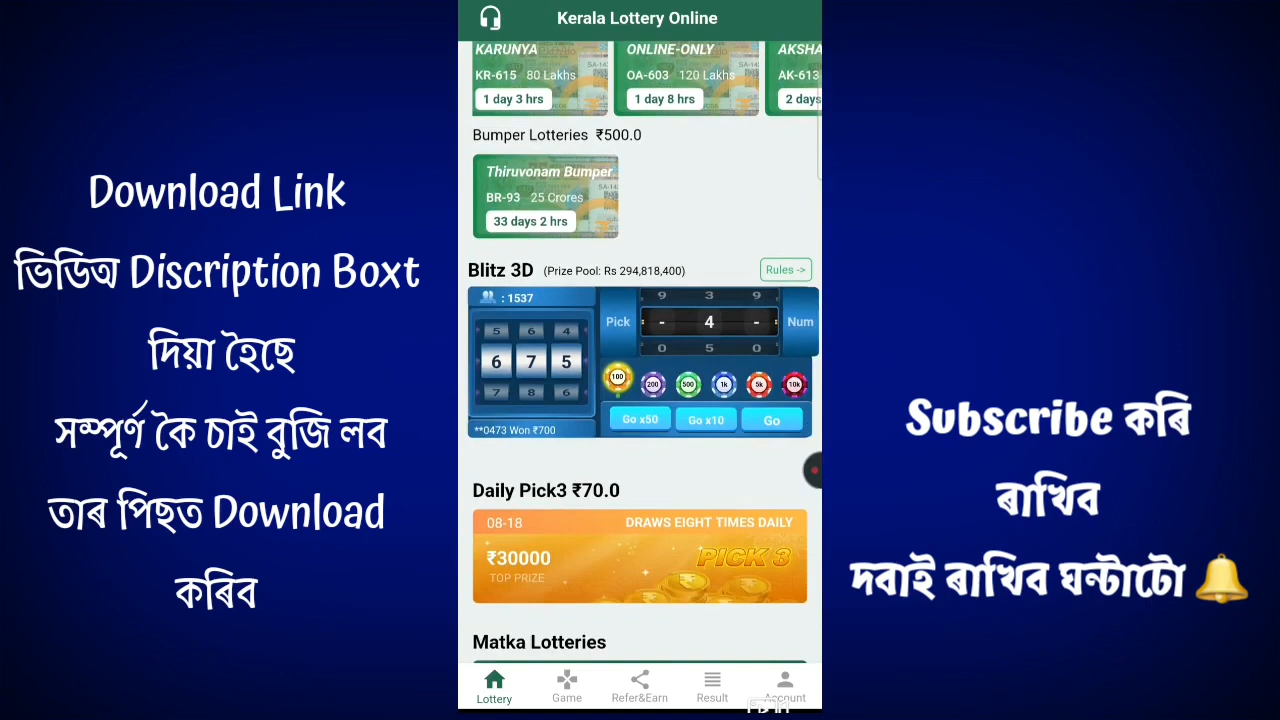 Download Link
ভিডিঅ Discription Boxt
দিয়া হৈছে
সম্পূৰ্ণ কৈ চাই বুজি লব
তাৰ পিছত Download
কৰিব
Kerala Lottery Online
KARUNYA
KR-615 80 Lakhs
1 day 3 hrs
ONLINE-ONLY
OA-603 120 Lakhs
1 day 8 hrs
AKSHA
AK-613
2 days
Bumper Lotteries ₹500.0
Thiruvonam Bumper
BR-93 25 Crores
33 days 2 hrs
Blitz 3D (Prize Pool: Rs 294,818,400)
Rules ->
: 1537
5 6 4
6 7 5
7 8 6
**0473 Won ₹700
9 3 9
Pick - 4 - Num
0 5 0
100 200 500 1k 5k 10k
Go x50 Go x10 Go
Daily Pick3 ₹70.0
08-18 DRAWS EIGHT TIMES DAILY
₹30000
PICK 3
TOP PRIZE
Matka Lotteries
Lottery Game Refer&Earn Result Account
Subscribe কৰি
ৰাখিব
দবাই ৰাখিব ঘন্টাটো